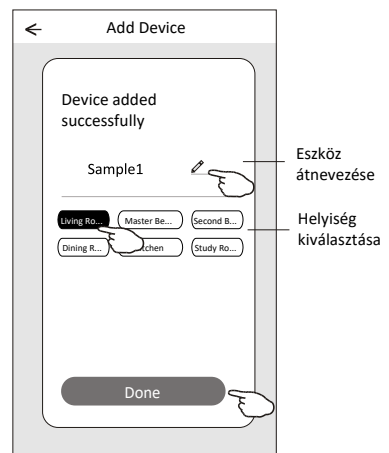 Add Device
Device added
successfully
Sample1
Eszköz
átnevezése
Living Ro... Master Be... Second B...
Dining R... tchen Study Ro...
Helyiség
kiválasztása
Done